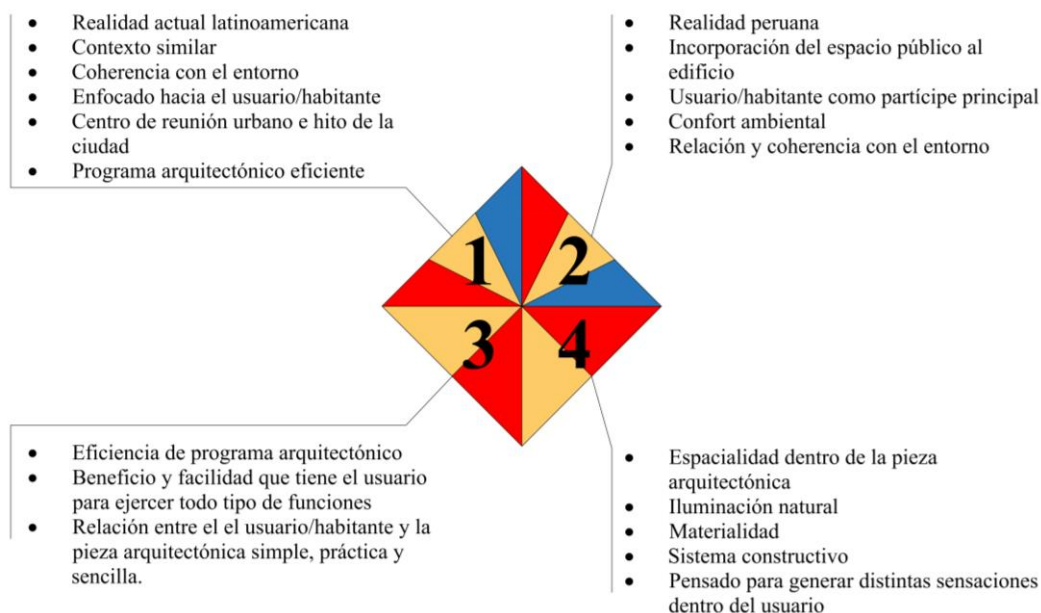 • Realidad actual latinoamericana
• Contexto similar
• Coherencia con el entorno
• Enfocado hacia el usuario/habitante
• Centro de reunión urbano e hito de la
ciudad
• Programa arquitectónico eficiente
• Realidad peruana
• Incorporación del espacio público al
edificio
• Usuario/habitante como partícipe principal
• Confort ambiental
• Relación y coherencia con el entorno
1
2
3
4
• Eficiencia de programa arquitectónico
• Beneficio y facilidad que tiene el usuario
para ejercer todo tipo de funciones
• Relación entre el el usuario/habitante y la
pieza arquitectónica simple, práctica y
sencilla.
• Espacialidad dentro de la pieza
arquitectónica
• Iluminación natural
• Materialidad
• Sistema constructivo
• Pensado para generar distintas sensaciones
dentro del usuario